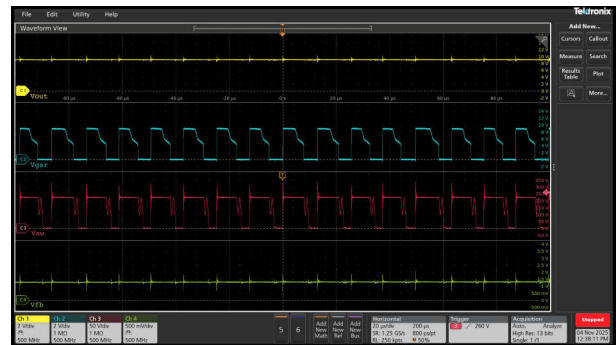 File Edit Utility Help
Tektronix
Waveform View
Add New...
Cursors Callout
Measure Search
Results Table Plot
More...
C1 Vout
-80 µs -60 µs -40 µs -20 µs 0 s 20 µs 40 µs 60 µs 80 µs
C2
C3 Vsw
C4 Vfb
Ch 1
2 V/div
500 MHz
Ch 2
2 V/div
1 MΩ
500 MHz
Ch 3
50 V/div
1 MΩ
500 MHz
Ch 4
500 mV/div
500 MHz
5 6
Add New Math
Add New Ref
Add New Bus
Horizontal
20 µs/div 200 µs
SR: 1.25 GS/s 800 ps/pt
RL: 250 kpts 50%
Trigger
3 260 V
Acquisition
Auto, Analyze
High Res: 13 bits
Single: 1 /1
Stopped
04 Nov 2025
12:38:11 PM